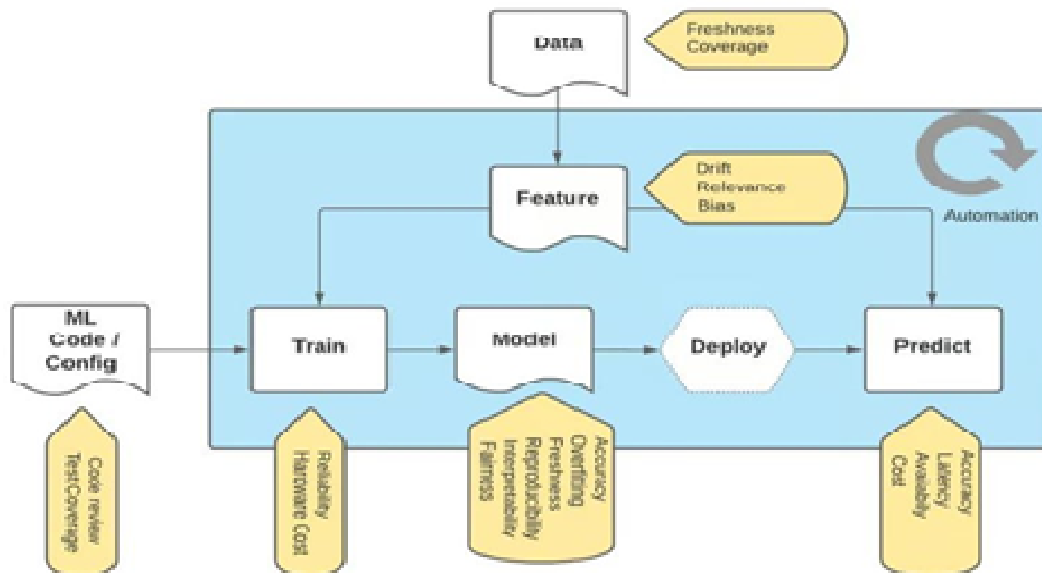 Data
Freshness
Coverage
Feature
Drift
Relevance
Bias
Automation
ML
Code /
Config
Train
Model
Deploy
Predict
Code review
Test Coverage
Reliability
Hardware Cost
Accuracy
Overfitting
Freshness
Reproducibility
Interpretability
Fairness
Accuracy
Latency
Availability
Cost